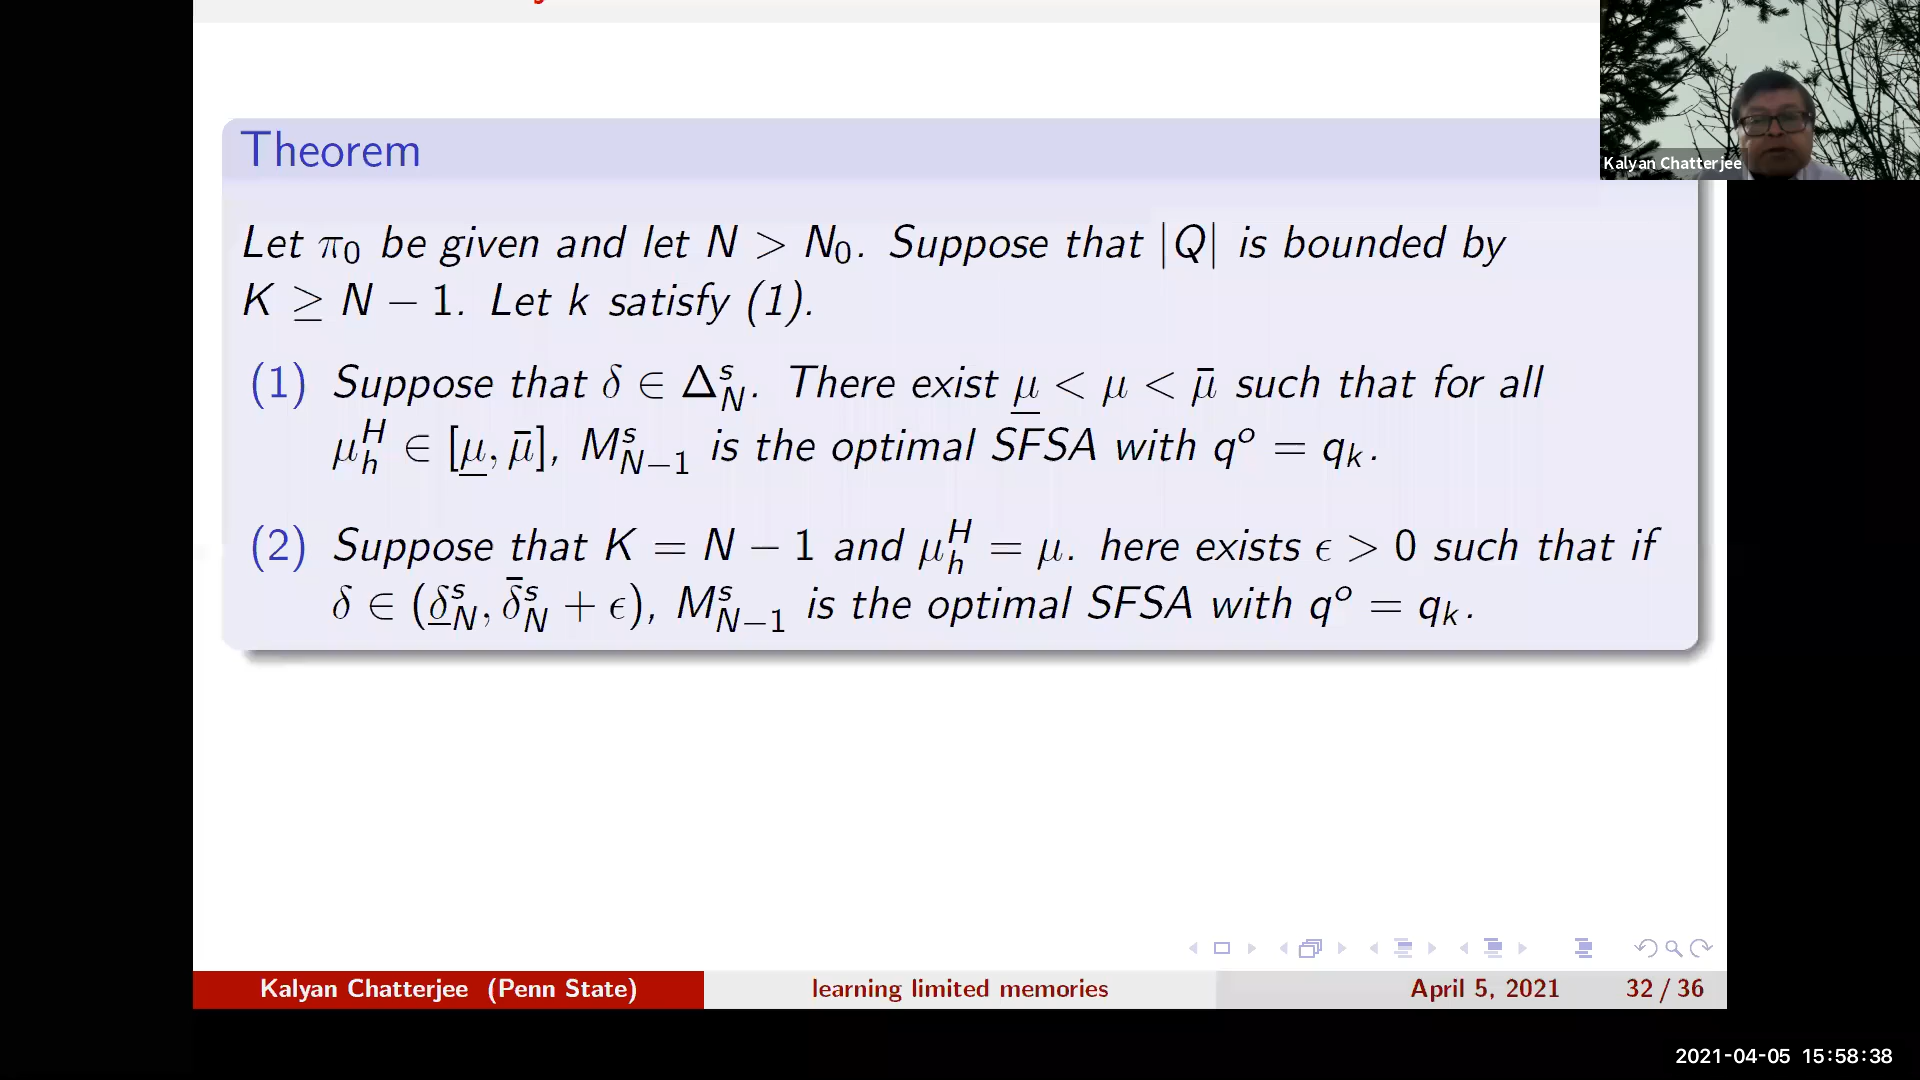 Kalyan Chatterjee
Theorem
Let π₀ be given and let N > N₀. Suppose that |Q| is bounded by
K ≥ N − 1. Let k satisfy (1).
(1) Suppose that δ ∈ Δ^s_N. There exist μ̲ < μ < μ̄ such that for all
μ^H_h ∈ [μ̲, μ̄], M^s_{N−1} is the optimal SFSA with q^o = q_k.
(2) Suppose that K = N − 1 and μ^H_h = μ. here exists ϵ > 0 such that if
δ ∈ (δ̲^s_N, δ̄^s_N + ϵ), M^s_{N−1} is the optimal SFSA with q^o = q_k.
Kalyan Chatterjee (Penn State)
learning limited memories
April 5, 2021
32 / 36
2021-04-05 15:58:38